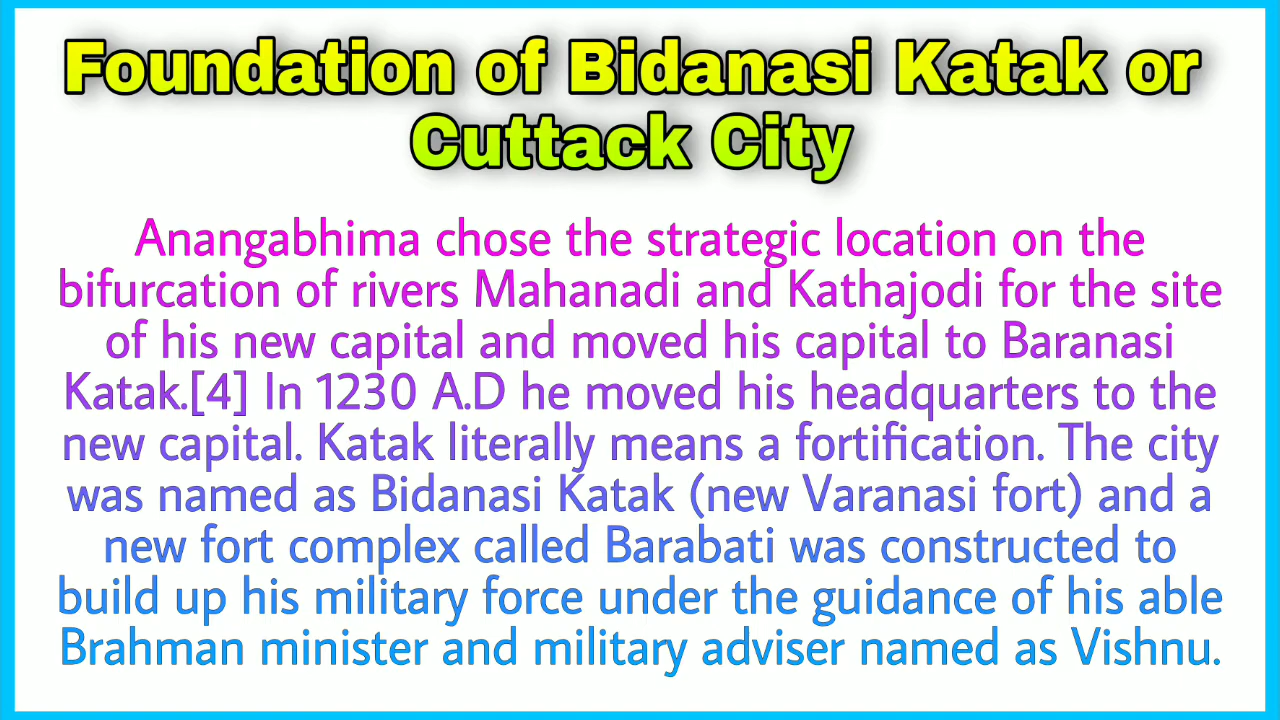 Foundation of Bidanasi Katak or
Cuttack City
Anangabhima chose the strategic location on the
bifurcation of rivers Mahanadi and Kathajodi for the site
of his new capital and moved his capital to Baranasi
Katak.[4] In 1230 A.D he moved his headquarters to the
new capital. Katak literally means a fortification. The city
was named as Bidanasi Katak (new Varanasi fort) and a
new fort complex called Barabati was constructed to
build up his military force under the guidance of his able
Brahman minister and military adviser named as Vishnu.